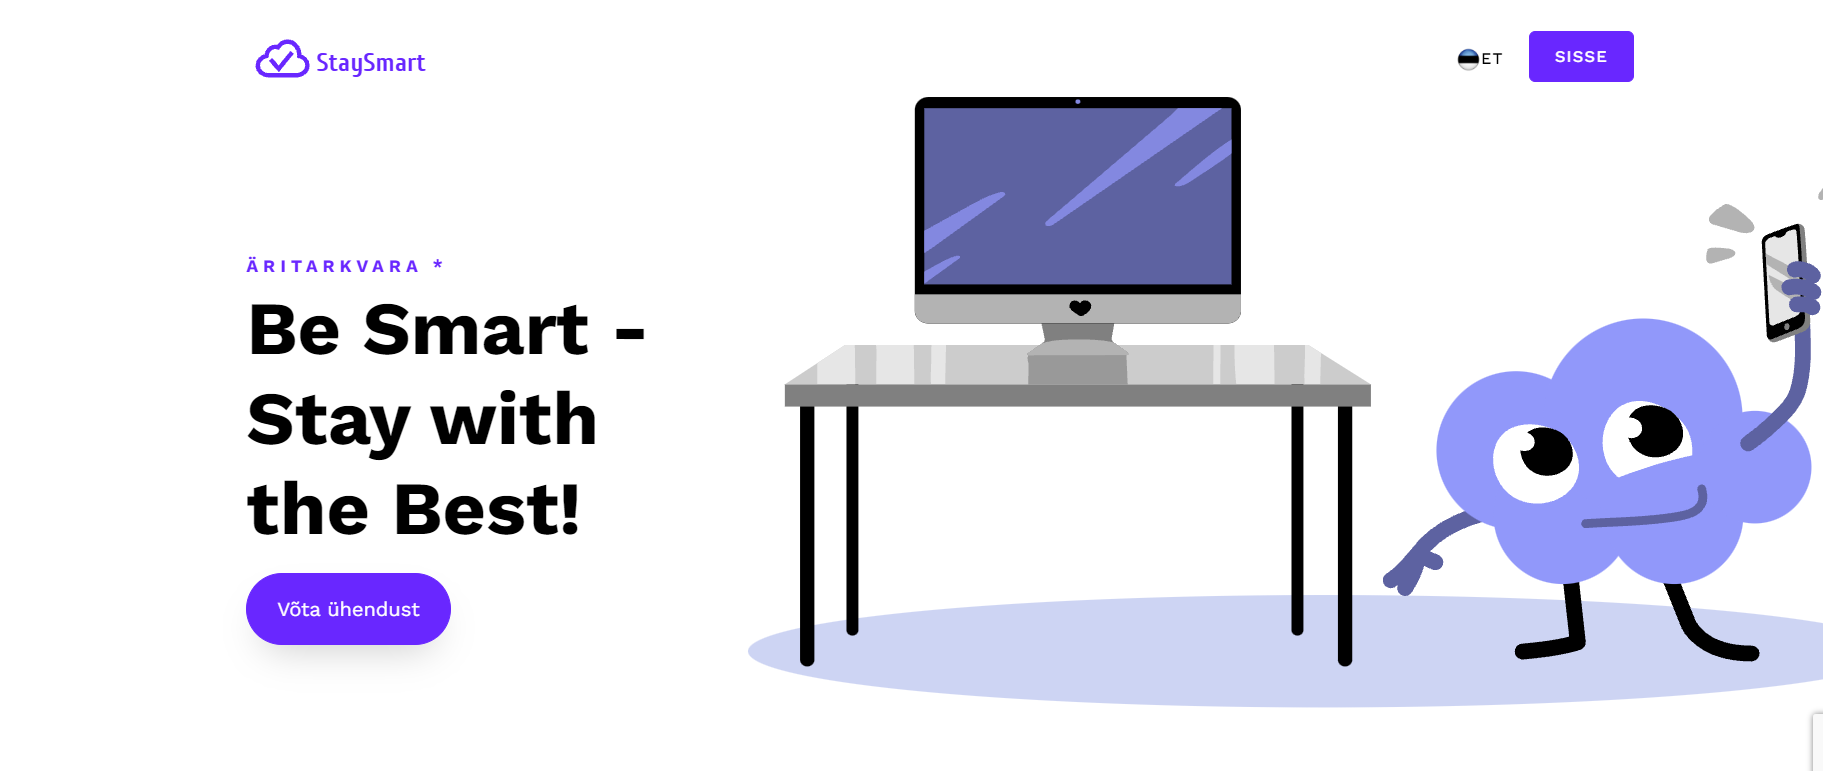 StaySmart
ET
SISSE
ÄRITARKVARA *
Be Smart -
Stay with
the Best!
Võta ühendust